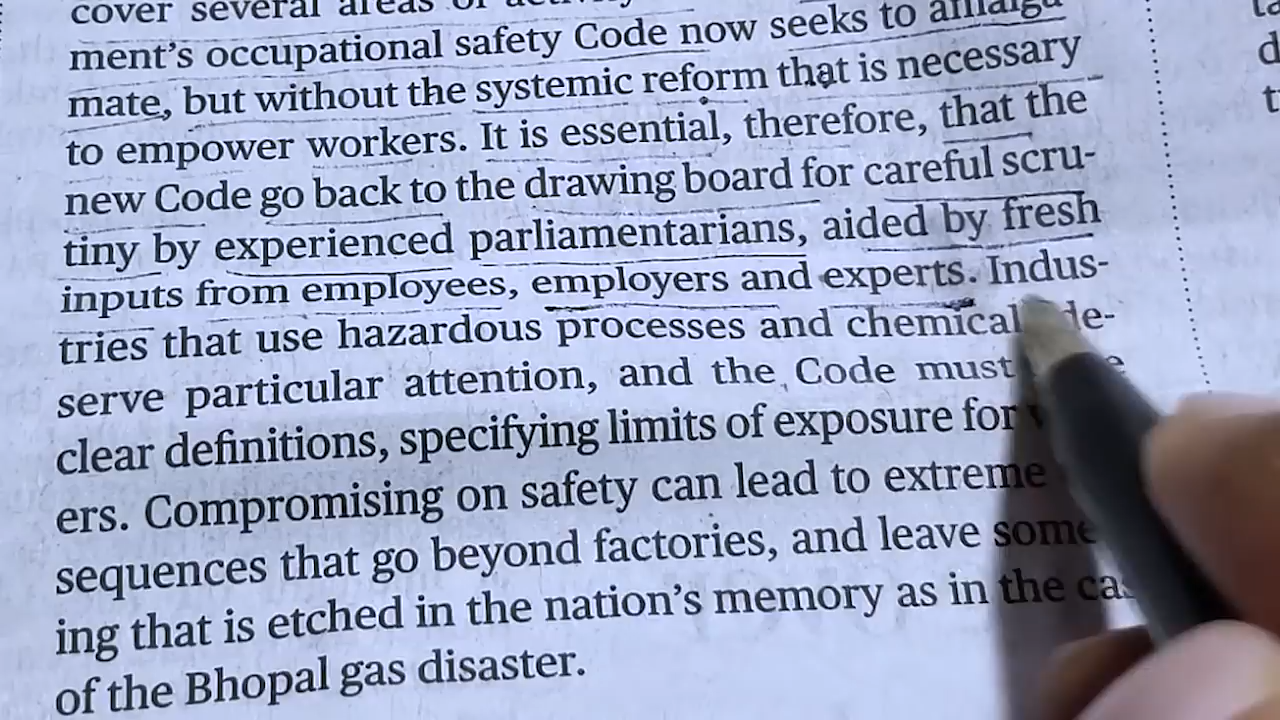 cover several areas of
ment's occupational safety Code now seeks to amalga
mate, but without the systemic reform that is necessary
to empower workers. It is essential, therefore, that the
new Code go back to the drawing board for careful scru-
tiny by experienced parliamentarians, aided by fresh
inputs from employees, employers and experts. Indus-
tries that use hazardous processes and chemical de-
serve particular attention, and the Code must
clear definitions, specifying limits of exposure for
ers. Compromising on safety can lead to extreme
sequences that go beyond factories, and leave some
ing that is etched in the nation's memory as in the
of the Bhopal gas disaster.